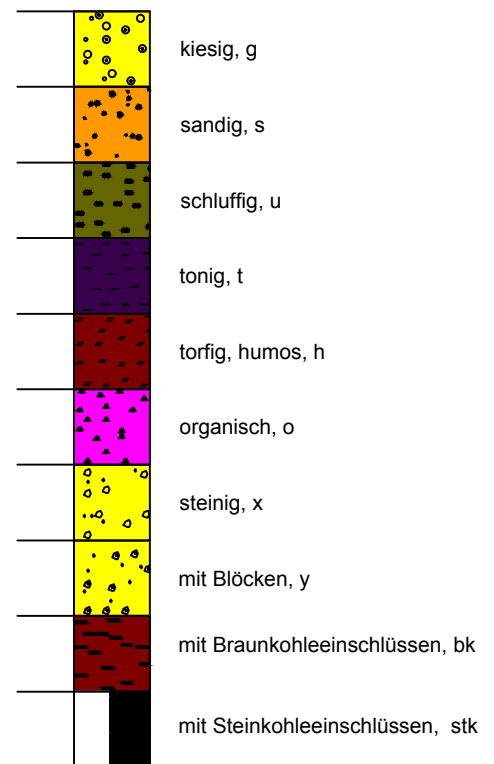 kiesig, g
sandig, s
schluffig, u
tonig, t
torfig, humos, h
organisch, o
steinig, x
mit Blöcken, y
mit Braunkohleeinschlüssen, bk
mit Steinkohleeinschlüssen, stk